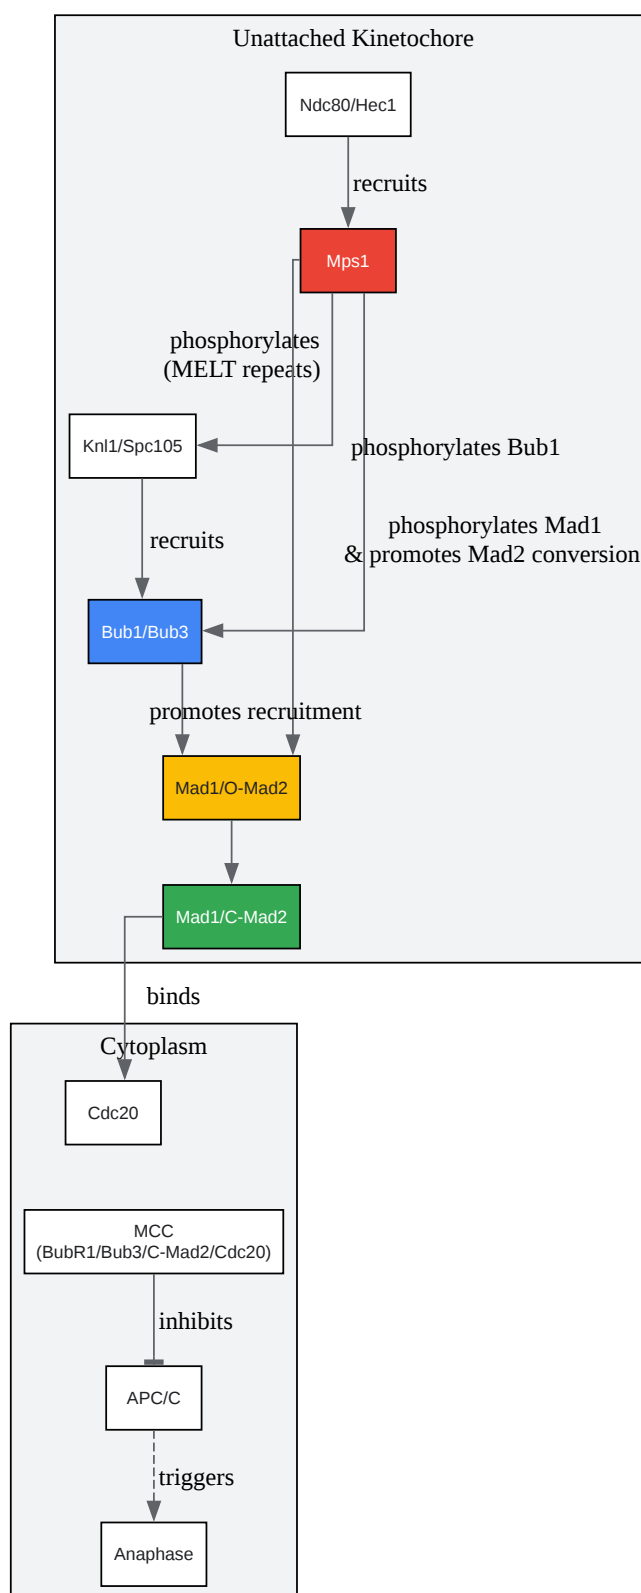 Unattached Kinetochore
Ndc80/Hec1
recruits
Mps1
phosphorylates
(MELT repeats)
Knl1/Spc105
phosphorylates Bub1
phosphorylates Mad1
& promotes Mad2 conversion
recruits
Bub1/Bub3
promotes recruitment
Mad1/O-Mad2
Mad1/C-Mad2
binds
Cytoplasm
Cdc20
MCC
(BubR1/Bub3/C-Mad2/Cdc20)
inhibits
APC/C
triggers
Anaphase